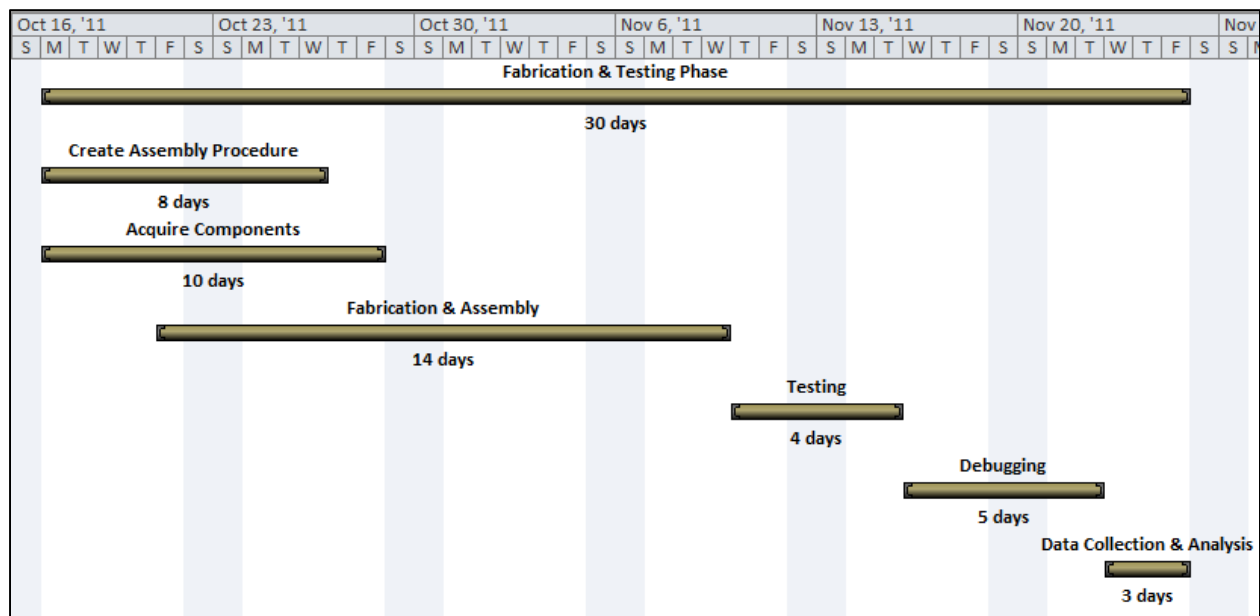 Oct 16, '11 Oct 23, '11 Oct 30, '11 Nov 6, '11 Nov 13, '11 Nov 20, '11 Nov
S M T W T F S S M T W T F S S M T W T F S S M T W T F S S M T W T F S S M T W T F S S M
Fabrication & Testing Phase
30 days
Create Assembly Procedure
8 days
Acquire Components
10 days
Fabrication & Assembly
14 days
Testing
4 days
Debugging
5 days
Data Collection & Analysis
3 days